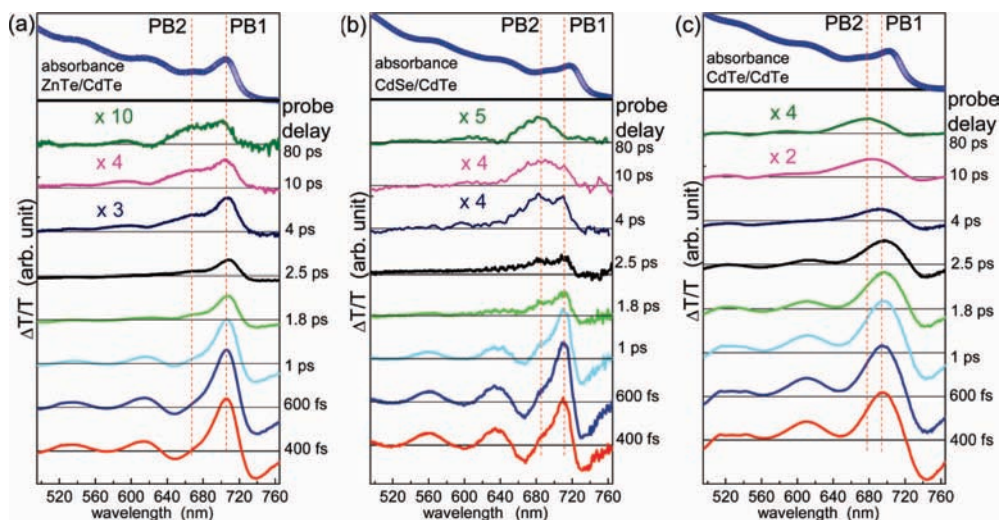 (a)
PB2 PB1
absorbance
ZnTe/CdTe
probe
delay
x 10
80 ps
x 4
10 ps
x 3
4 ps
2.5 ps
1.8 ps
1 ps
600 fs
400 fs
ΔT/T (arb. unit)
520 560 600 640 680 720 760
wavelength (nm)
(b)
PB2 PB1
absorbance
CdSe/CdTe
probe
delay
x 5
80 ps
x 4
10 ps
x 4
4 ps
2.5 ps
1.8 ps
1 ps
600 fs
400 fs
ΔT/T (arb. unit)
520 560 600 640 680 720 760
wavelength (nm)
(c)
PB2 PB1
absorbance
CdTe/CdTe
probe
delay
x 4
80 ps
x 2
10 ps
4 ps
2.5 ps
1.8 ps
1 ps
600 fs
400 fs
ΔT/T (arb. unit)
520 560 600 640 680 720 760
wavelength (nm)